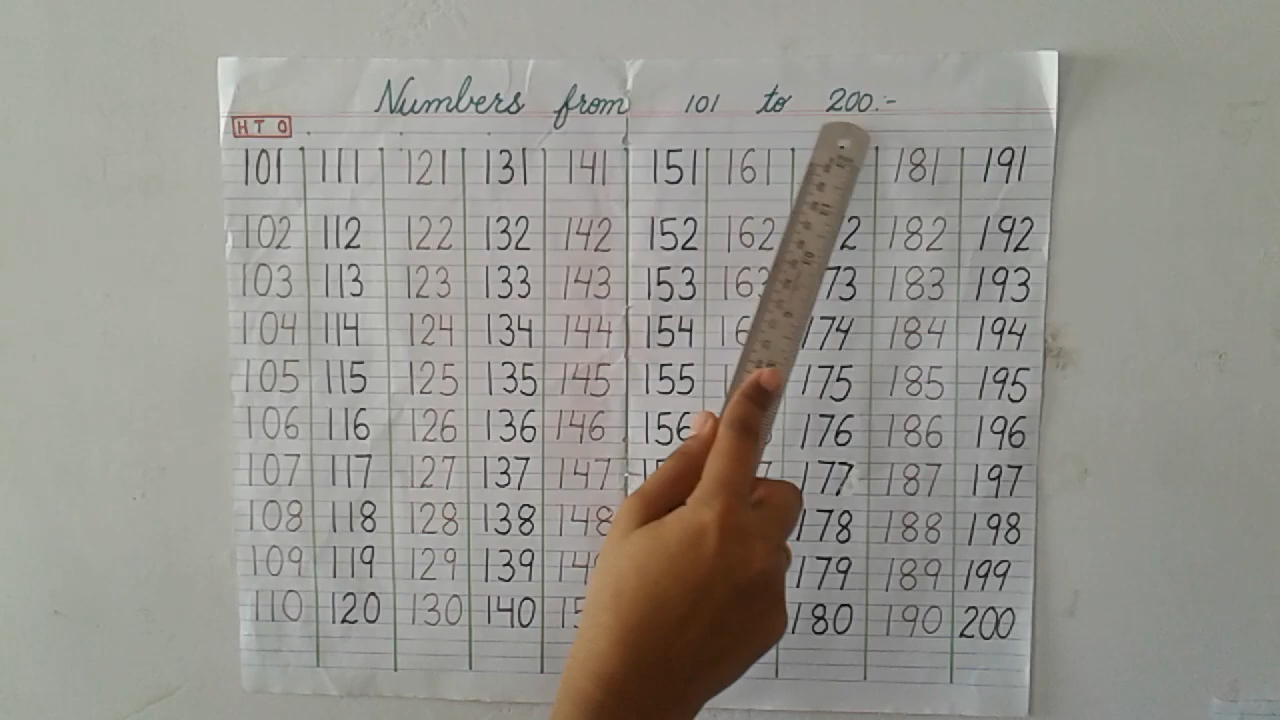 Numbers from 101 to 200:-
H T O
101 111 121 131 141 151 161 181 191
102 112 122 132 142 152 162 182 192
103 113 123 133 143 153 73 183 193
104 114 124 134 144 154 174 184 194
105 115 125 135 145 155 175 185 195
106 116 126 136 146 156 176 186 196
107 117 127 137 147 177 187 197
108 118 128 138 148 178 188 198
109 119 129 139 179 189 199
110 120 130 140 180 190 200